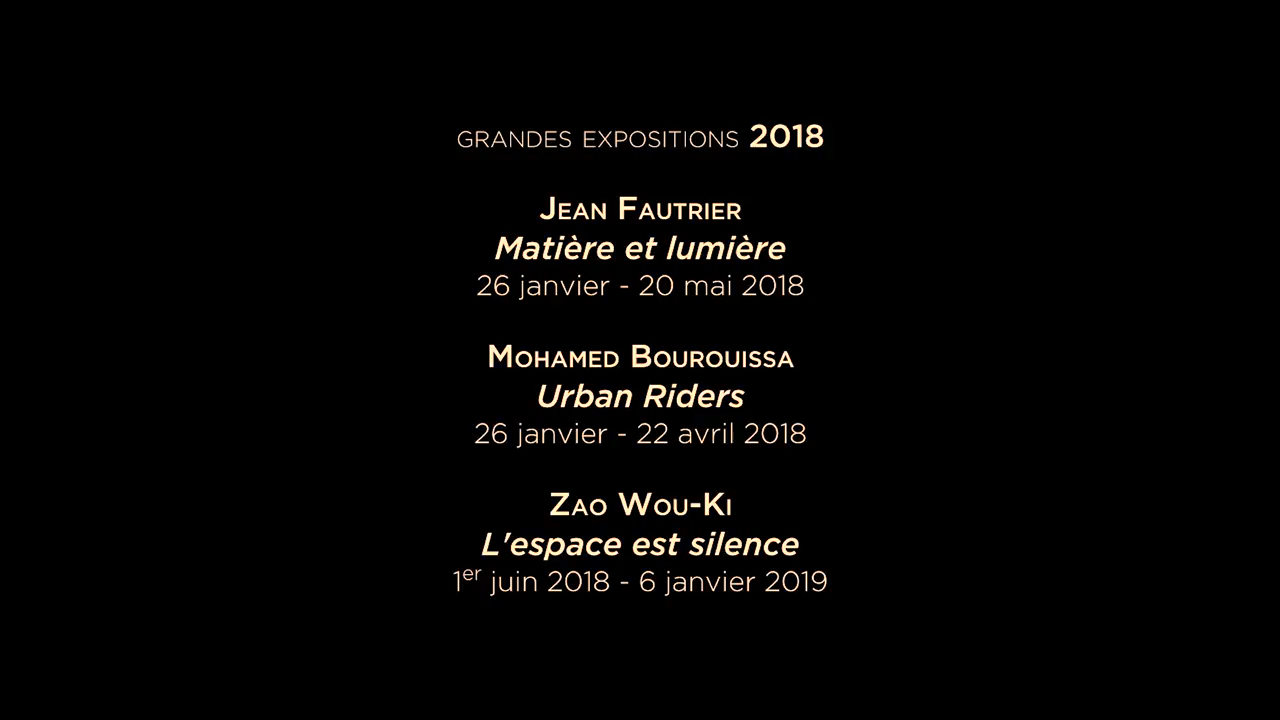 GRANDES EXPOSITIONS 2018
JEAN FAUTRIER
Matière et lumière
26 janvier - 20 mai 2018
MOHAMED BOUROUISSA
Urban Riders
26 janvier - 22 avril 2018
ZAO WOU-KI
L'espace est silence
1er juin 2018 - 6 janvier 2019